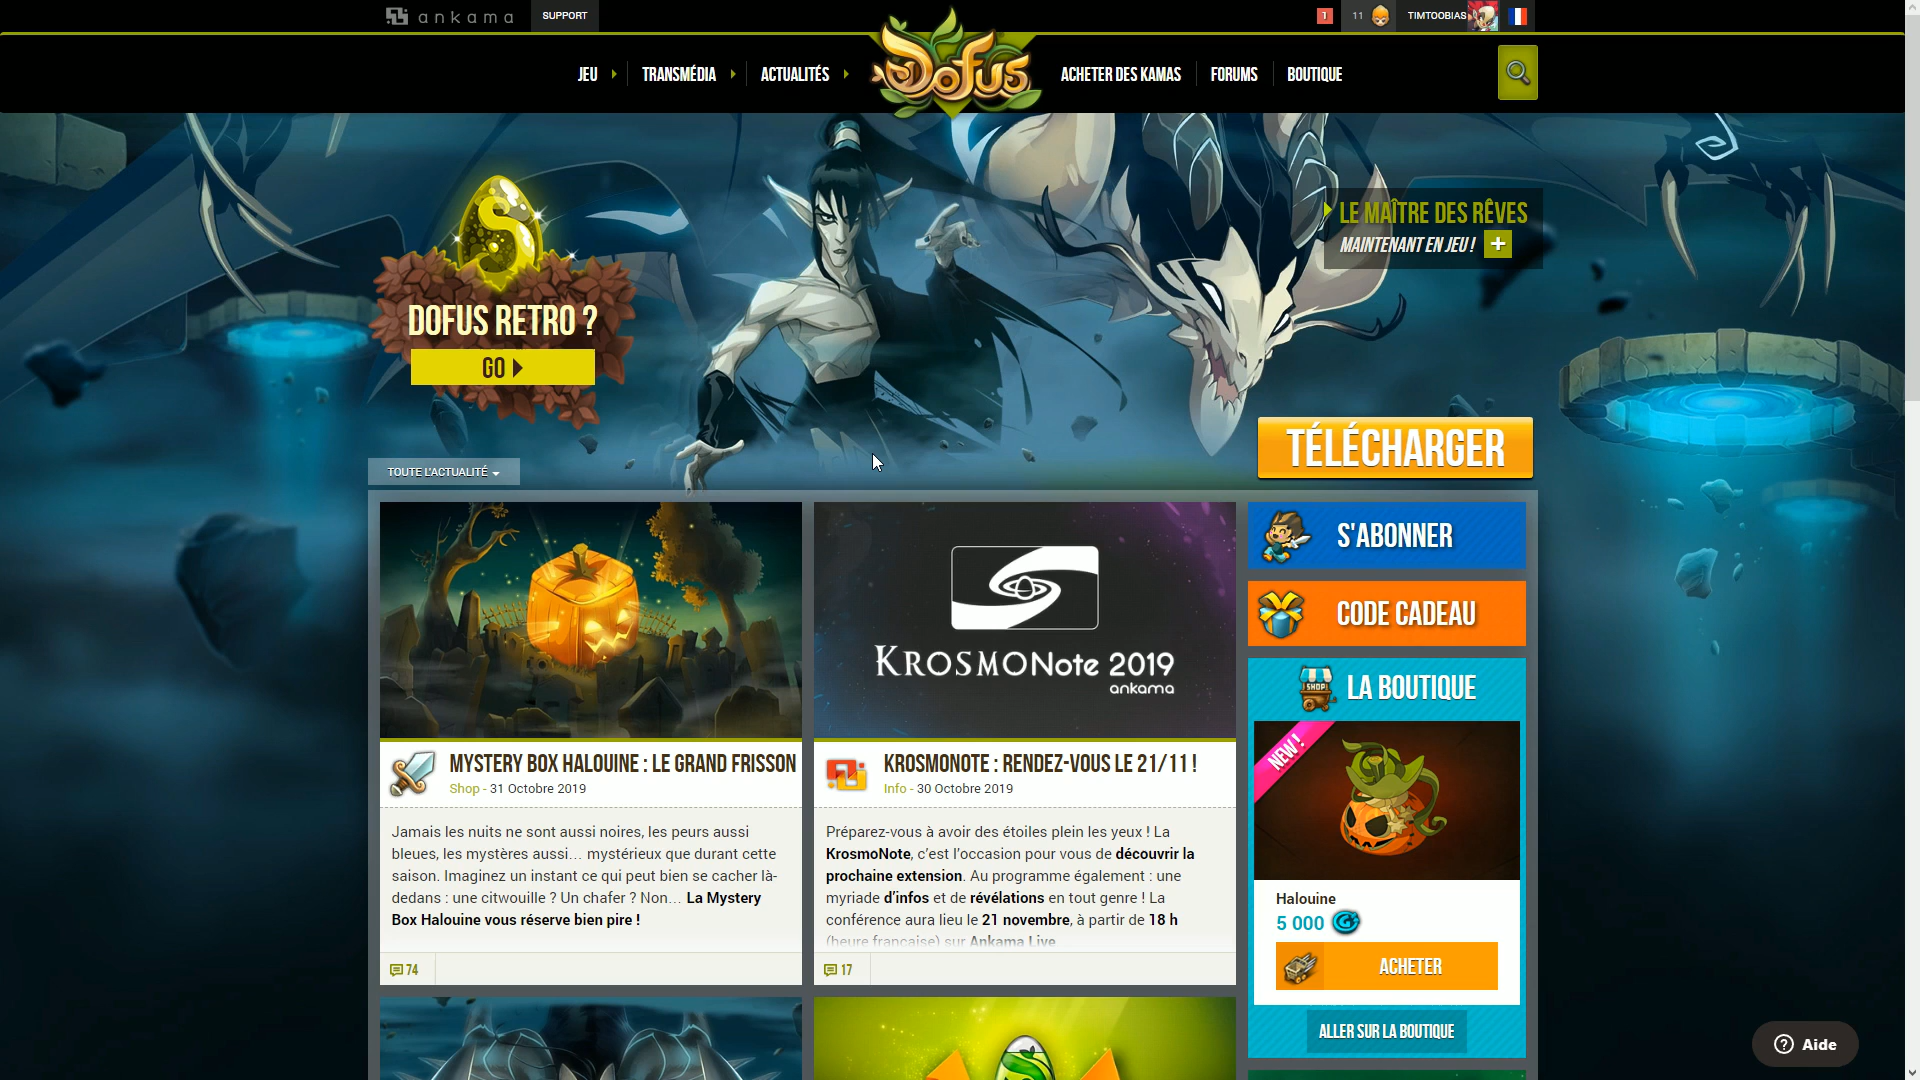 ankama
SUPPORT
1
11
TIMTOOBIAS
JEU
TRANSMÉDIA
ACTUALITÉS
Dofus
ACHETER DES KAMAS
FORUMS
BOUTIQUE
LE MAÎTRE DES RÊVES
MAINTENANT EN JEU !
DOFUS RETRO ?
GO
TÉLÉCHARGER
TOUTE L'ACTUALITÉ
KROSMONote 2019
ankama
MYSTERY BOX HALOUINE : LE GRAND FRISSON
Shop - 31 Octobre 2019
Jamais les nuits ne sont aussi noires, les peurs aussi
bleues, les mystères aussi… mystérieux que durant cette
saison. Imaginez un instant ce qui peut bien se cacher là-
dedans : une citwouille ? Un chafer ? Non… La Mystery
Box Halouine vous réserve bien pire !
74
KROSMONOTE : RENDEZ-VOUS LE 21/11 !
Info - 30 Octobre 2019
Préparez-vous à avoir des étoiles plein les yeux ! La
KrosmoNote, c’est l’occasion pour vous de découvrir la
prochaine extension. Au programme également : une
myriade d’infos et de révélations en tout genre ! La
conférence aura lieu le 21 novembre, à partir de 18 h
(heure française) sur Ankama Live
17
S'ABONNER
CODE CADEAU
SHOP!
LA BOUTIQUE
NEW !
Halouine
5 000
ACHETER
ALLER SUR LA BOUTIQUE
Aide